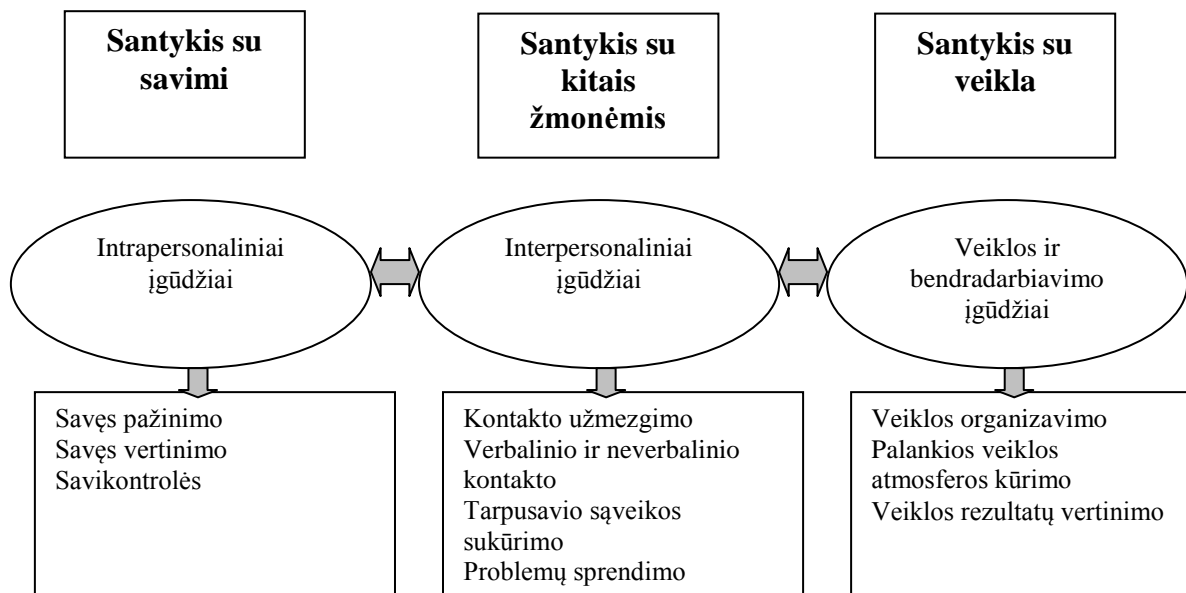 Santykis su
savimi
Santykis su
kitais
žmonėmis
Santykis su
veikla
Intrapersonaliniai
įgūdžiai
Interpersonaliniai
įgūdžiai
Veiklos ir
bendradarbiavimo
įgūdžiai
Savęs pažinimo
Savęs vertinimo
Savikontrolės
Kontakto užmezgimo
Verbalinio ir neverbalinio
kontakto
Tarpusavio sąveikos
sukūrimo
Problemų sprendimo
Veiklos organizavimo
Palankios veiklos
atmosferos kūrimo
Veiklos rezultatų vertinimo